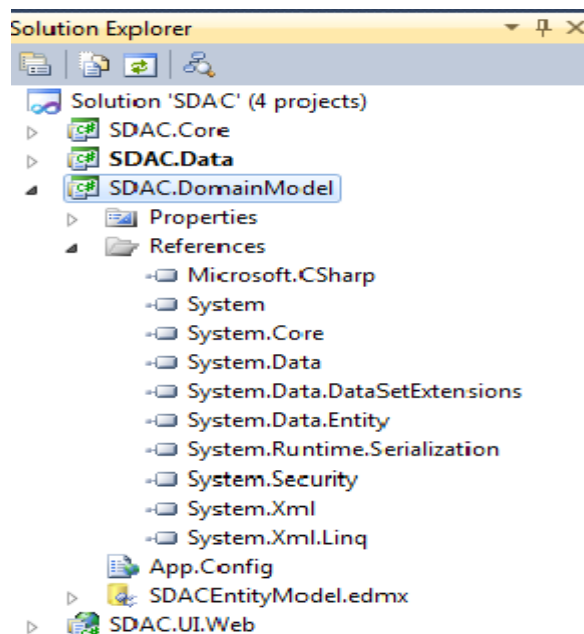 Solution Explorer
Solution 'SDAC' (4 projects)
SDAC.Core
SDAC.Data
SDAC.DomainModel
Properties
References
Microsoft.CSharp
System
System.Core
System.Data
System.Data.DataSetExtensions
System.Data.Entity
System.Runtime.Serialization
System.Security
System.Xml
System.Xml.Linq
App.Config
SDACEntityModel.edmx
SDAC.UI.Web